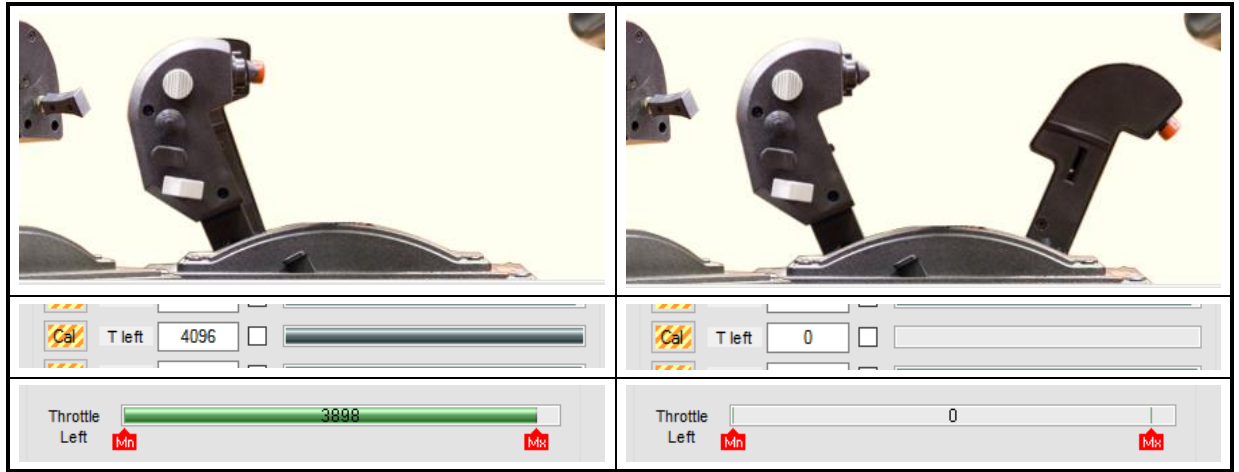 Cal T left 4096
Cal T left 0
Throttle Left 3898
Mn Mx
Throttle Left 0
Mn Mx